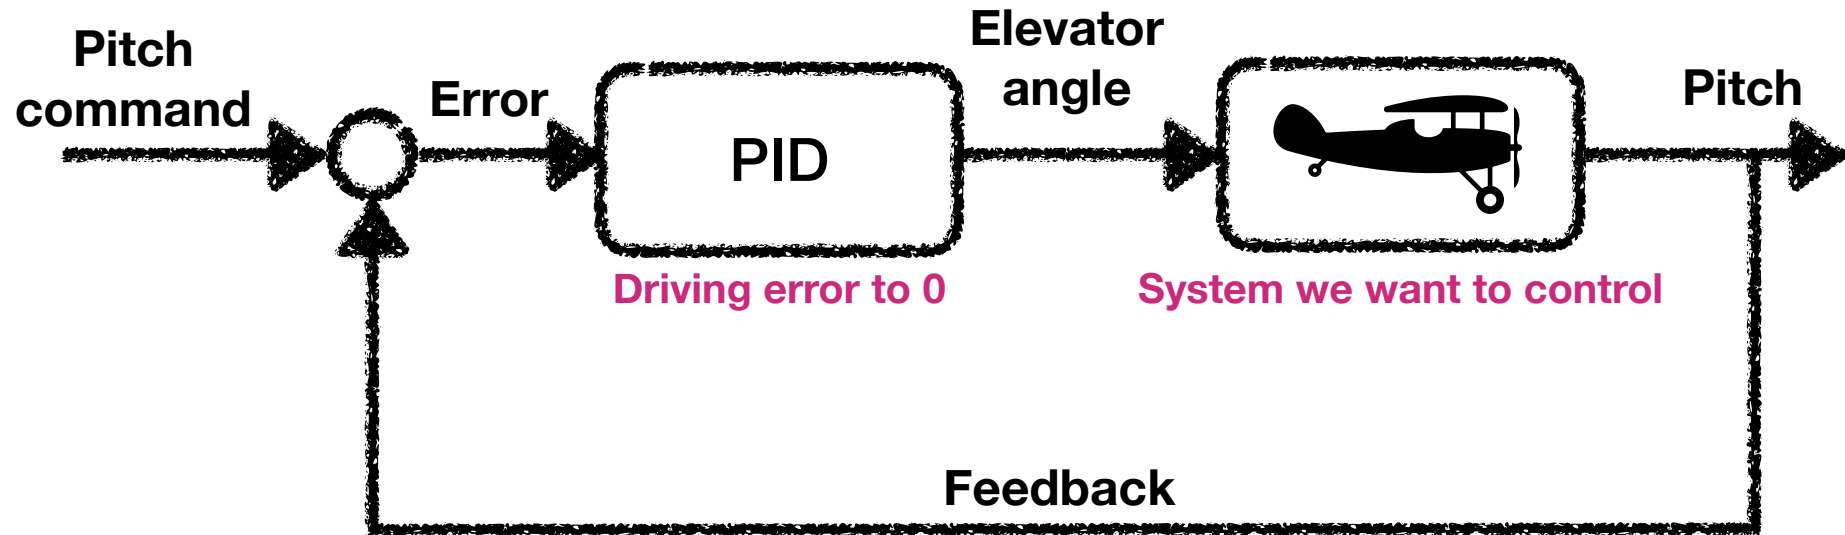 Pitch
command
Error
PID
Driving error to 0
Elevator
angle
System we want to control
Pitch
Feedback